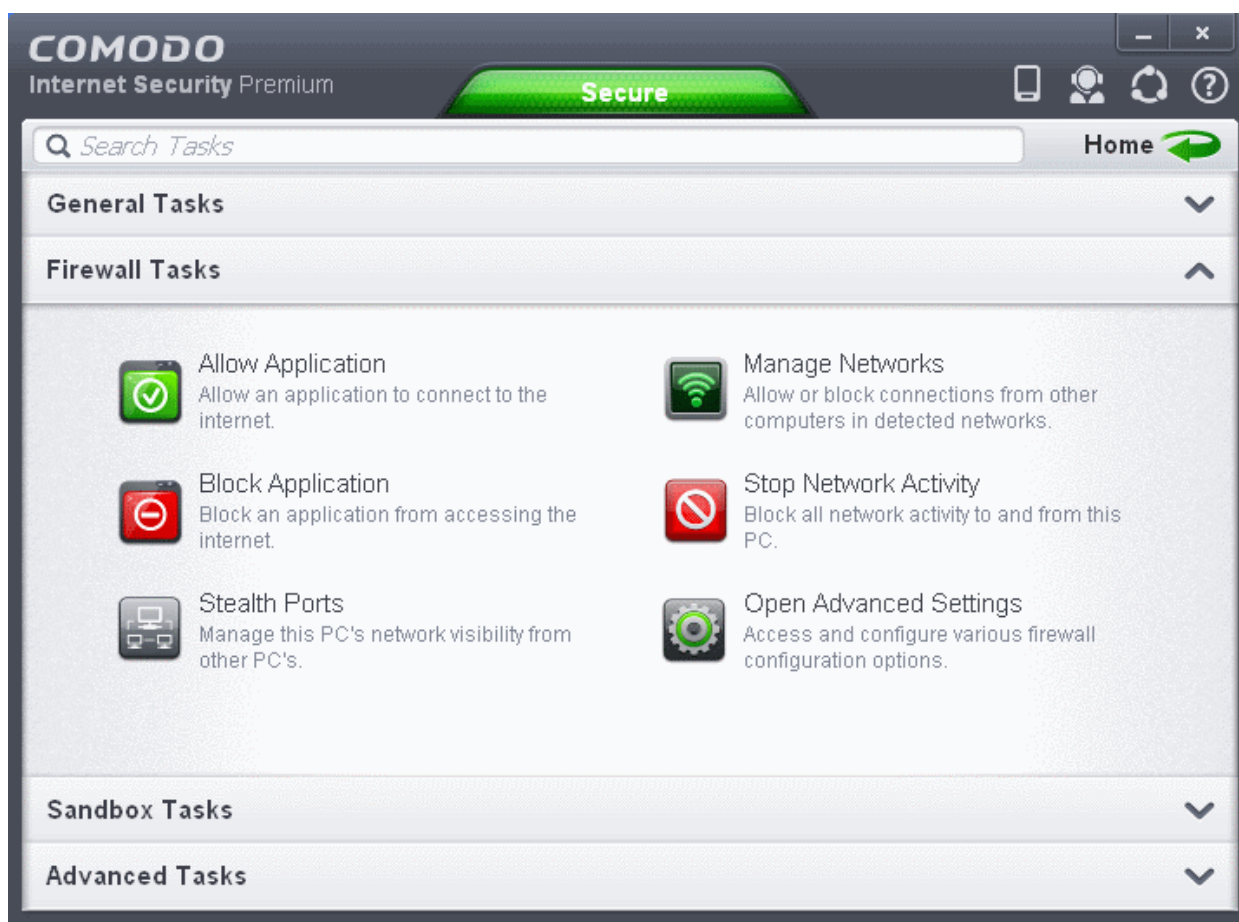 COMODO
Internet Security Premium
Secure
Search Tasks
Home
General Tasks
Firewall Tasks
Allow Application
Allow an application to connect to the
internet.
Manage Networks
Allow or block connections from other
computers in detected networks.
Block Application
Block an application from accessing the
internet.
Stop Network Activity
Block all network activity to and from this
PC.
Stealth Ports
Manage this PC's network visibility from
other PC's.
Open Advanced Settings
Access and configure various firewall
configuration options.
Sandbox Tasks
Advanced Tasks